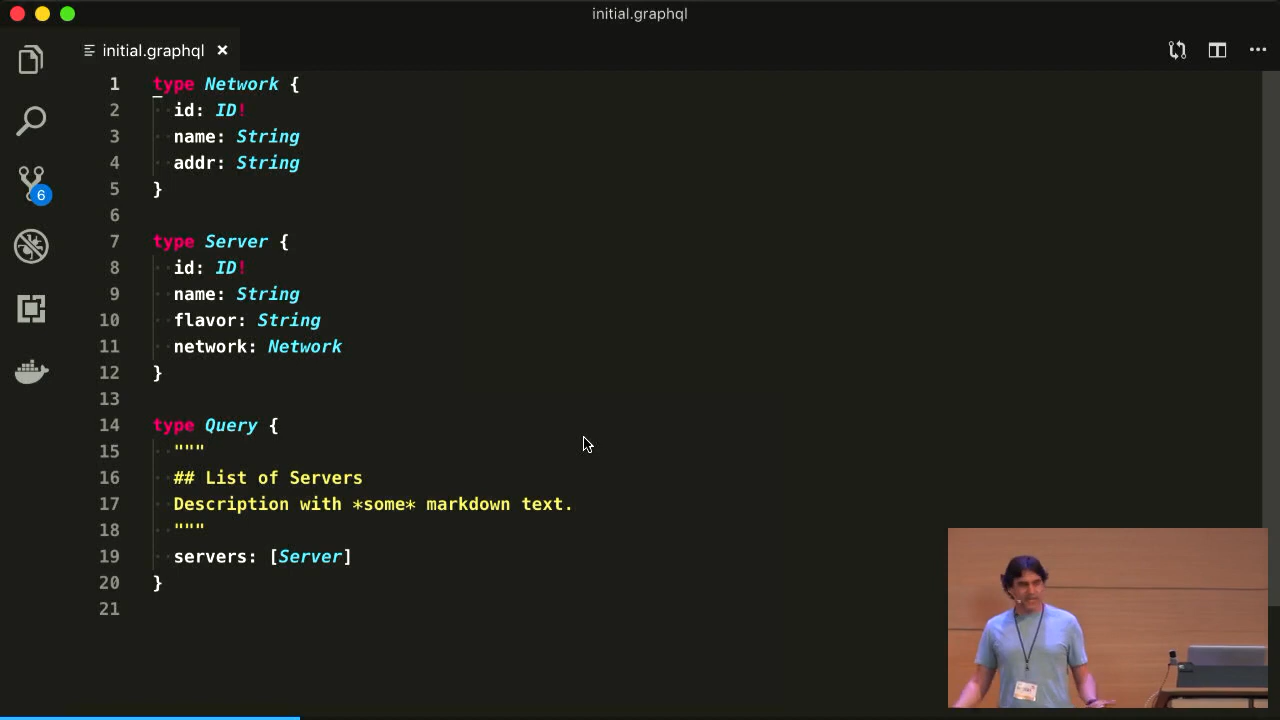 initial.graphql
initial.graphql
1 type Network {
2 id: ID!
3 name: String
4 addr: String
5 }
6
7 type Server {
8 id: ID!
9 name: String
10 flavor: String
11 network: Network
12 }
13
14 type Query {
15 """
16 ## List of Servers
17 Description with *some* markdown text.
18 """
19 servers: [Server]
20 }
21
6